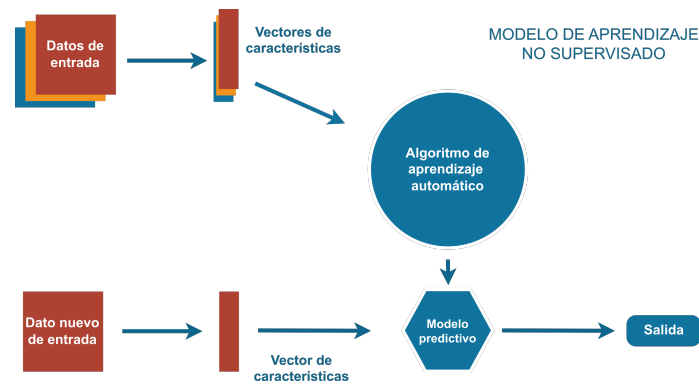 MODELO DE APRENDIZAJE
NO SUPERVISADO
Datos de
entrada
Vectores de
características
Algoritmo de
aprendizaje
automático
Dato nuevo
de entrada
Vector de
características
Modelo
predictivo
Salida